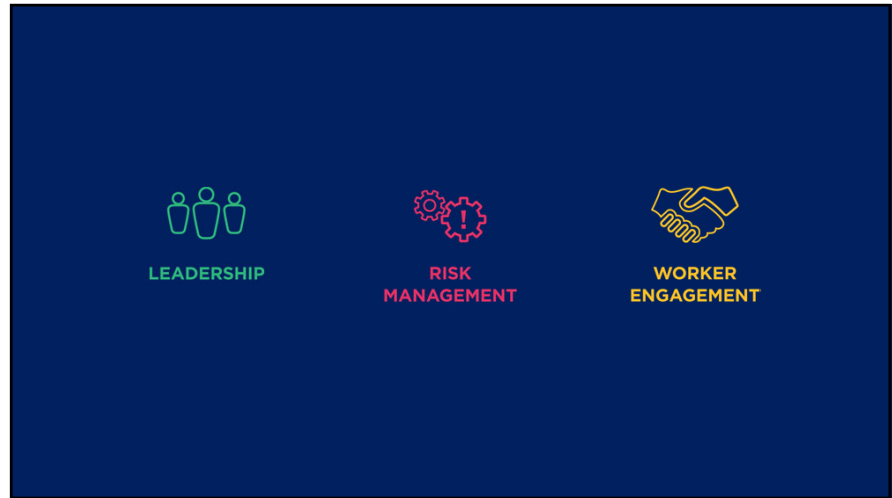 LEADERSHIP
RISK
MANAGEMENT
WORKER
ENGAGEMENT